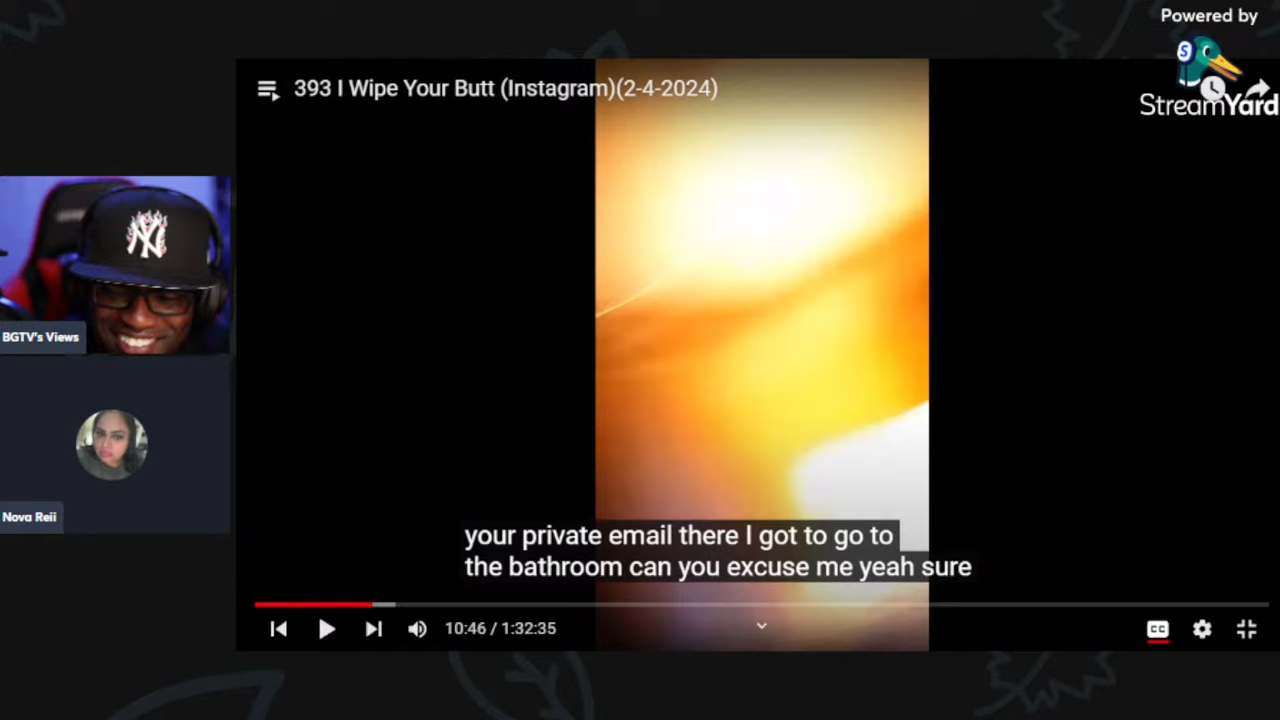 Powered by
StreamYard
393 I Wipe Your Butt (Instagram)(2-4-2024)
NY
BGTV's Views
Nova Reii
your private email there I got to go to
the bathroom can you excuse me yeah sure
10:46 / 1:32:35
CC